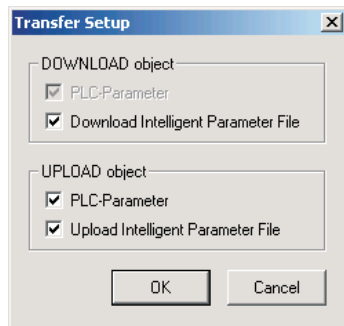 Transfer Setup
DOWNLOAD object
PLC-Parameter
Download Intelligent Parameter File
UPLOAD object
PLC-Parameter
Upload Intelligent Parameter File
OK Cancel